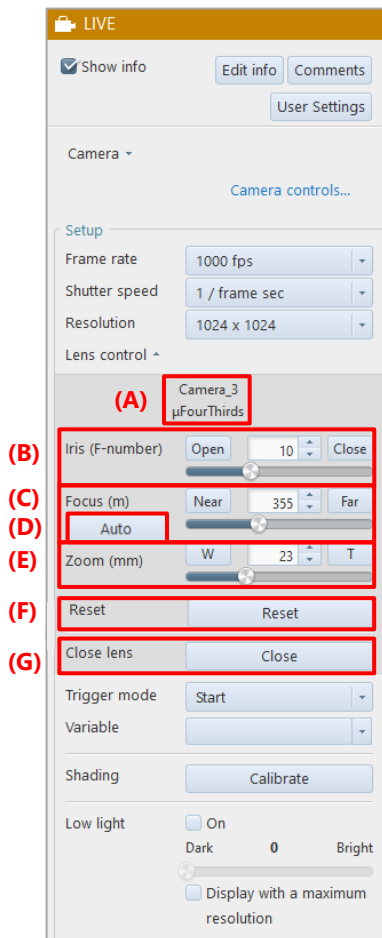 LIVE
Show info
Edit info Comments
User Settings
Camera
Camera controls...
Setup
Frame rate 1000 fps
Shutter speed 1 / frame sec
Resolution 1024 x 1024
Lens control
(A) Camera_3
µFourThirds
(B) Iris (F-number) Open 10 Close
(C) Focus (m) Near 355 Far
(D) Auto
(E) Zoom (mm) W 23 T
(F) Reset Reset
(G) Close lens Close
Trigger mode Start
Variable
Shading Calibrate
Low light On
Dark 0 Bright
Display with a maximum
resolution